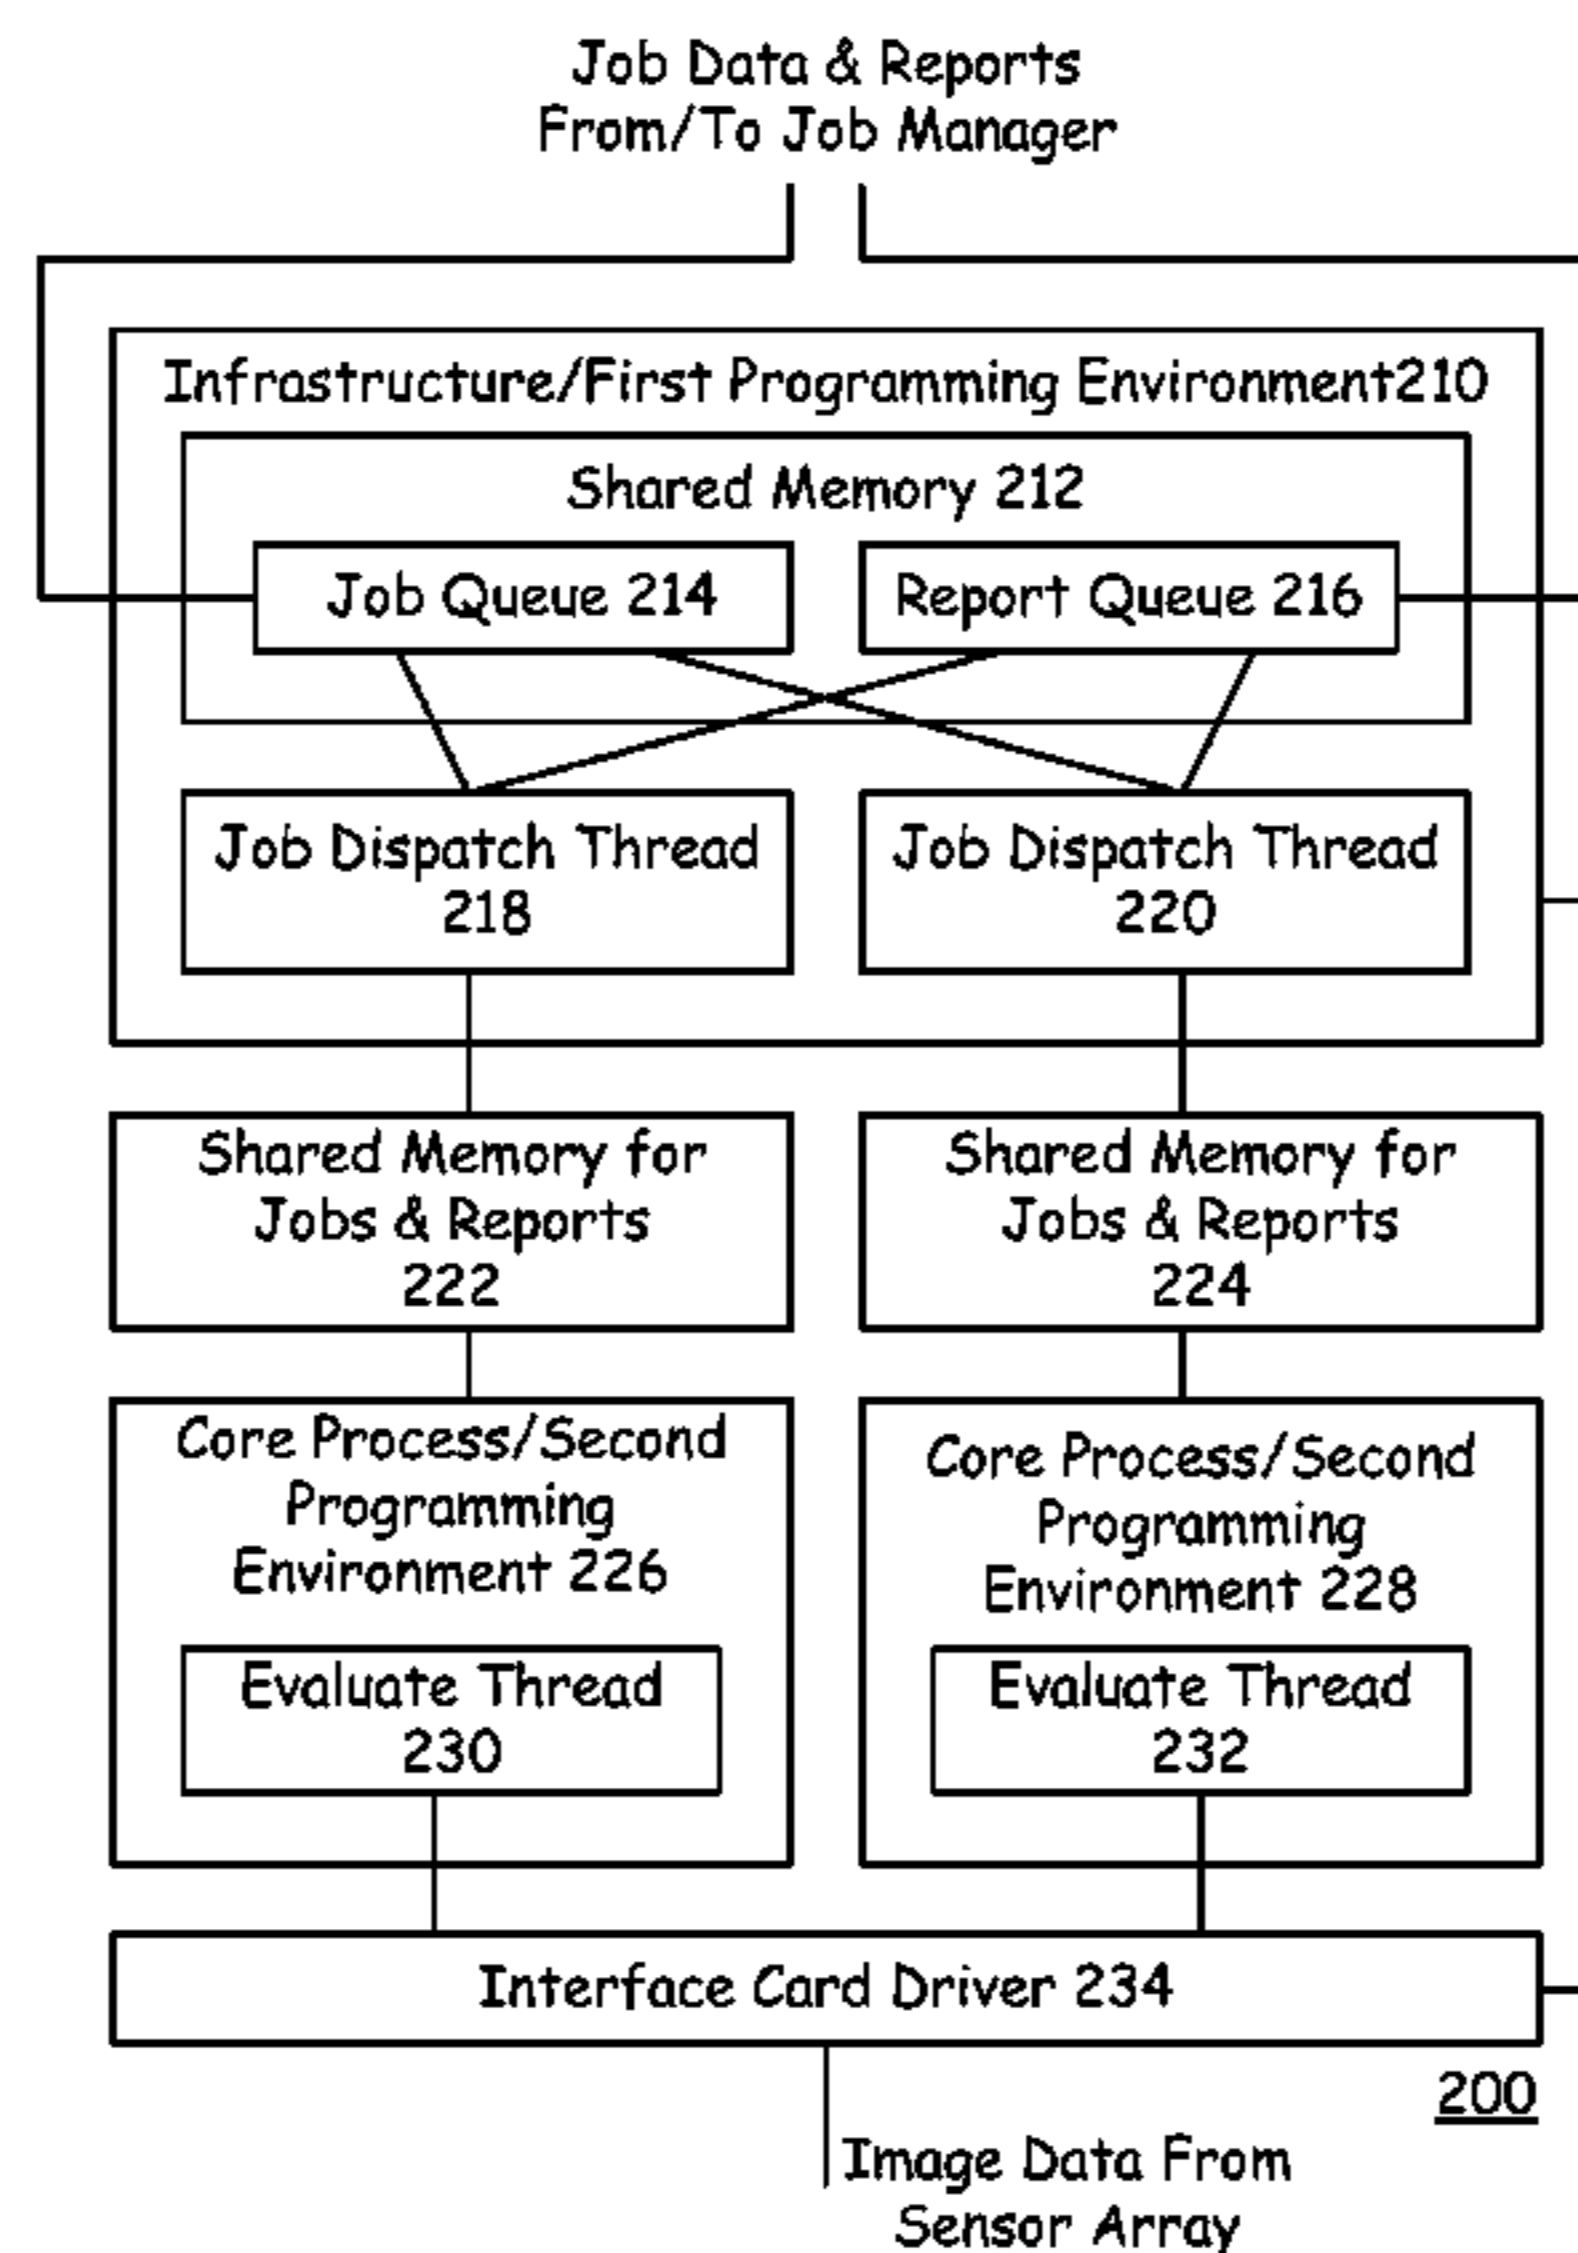 Job Data & Reports
From/To Job Manager
Infrastructure/First Programming Environment210
Shared Memory 212
Job Queue 214
Report Queue 216
Job Dispatch Thread
218
Job Dispatch Thread
220
Shared Memory for
Jobs & Reports
222
Shared Memory for
Jobs & Reports
224
Core Process/Second
Programming
Environment 226
Core Process/Second
Programming
Environment 228
Evaluate Thread
230
Evaluate Thread
232
Interface Card Driver 234
200
Image Data From
Sensor Array